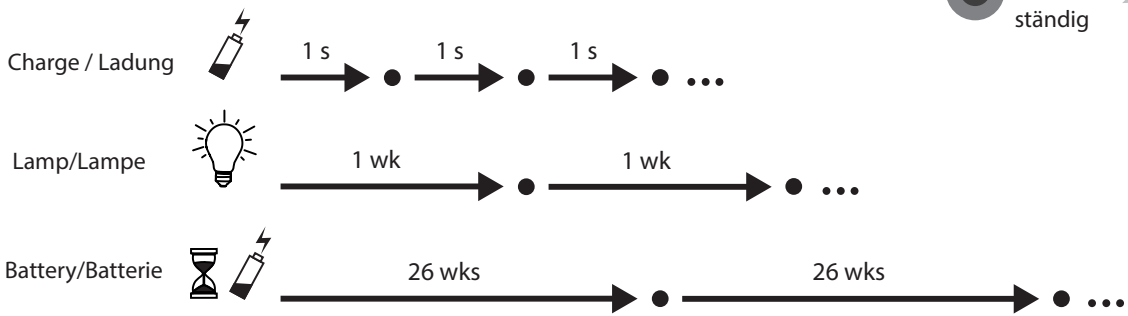 ständig
Charge / Ladung 1 s 1 s 1 s ...
Lamp/Lampe 1 wk 1 wk ...
Battery/Batterie 26 wks 26 wks ...